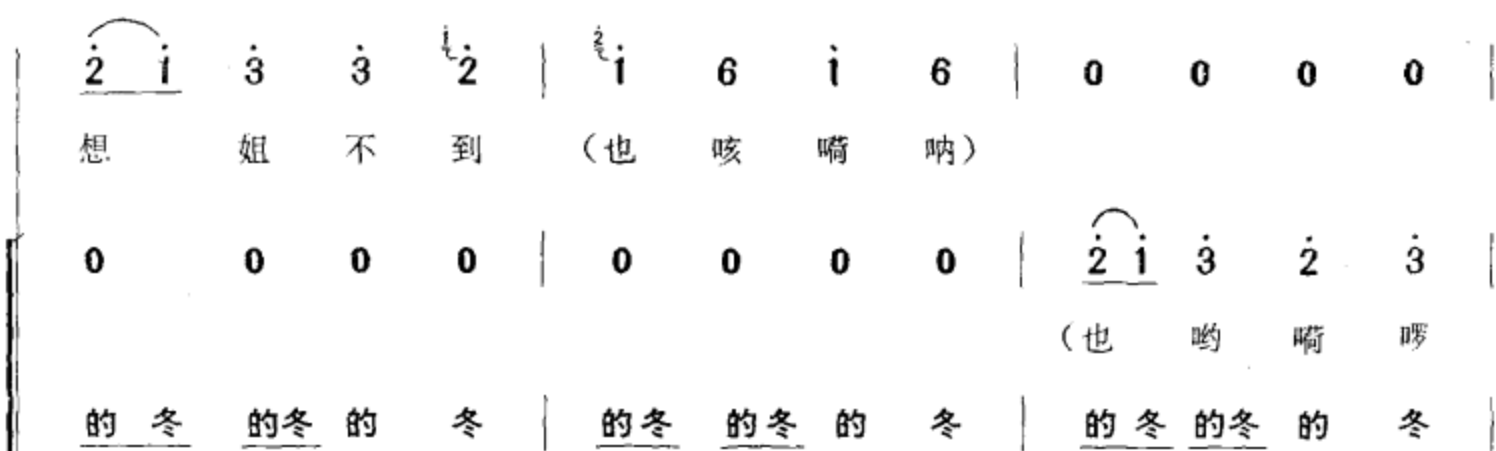 2̇ 1̇ 3̇ 3̇ 1̇ 2̇ | 2̇ 1̇ 6 1̇ 6 | 0 0 0 0 |
想 姐 不 到 （也 咳 嗬 呐）
0 0 0 0 | 0 0 0 0 | 2̇ 1̇ 3̇ 2̇ 3̇ |
（也 哟 嗬 啰
的 冬 的冬 的 冬 | 的冬 的冬 的 冬 | 的 冬 的冬 的 冬 |